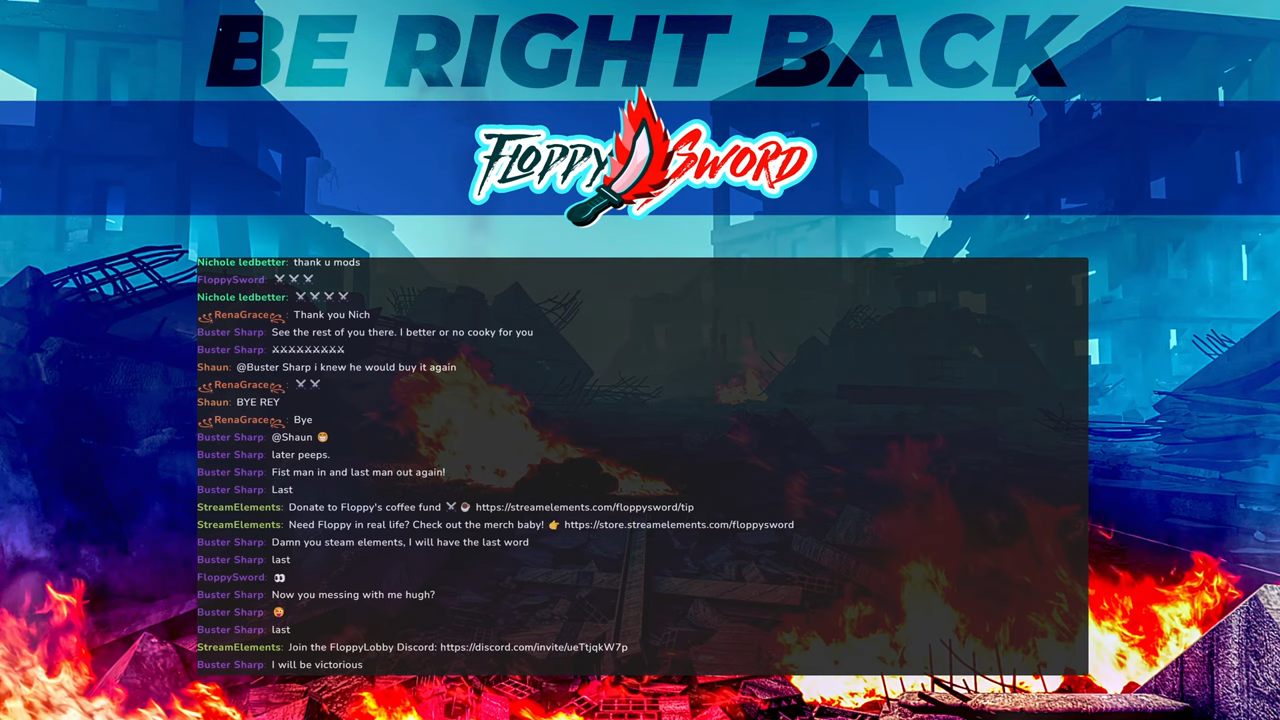 BE RIGHT BACK
FLOPPY SWORD
Nichole ledbetter: thank u mods
FloppySword: ⚔️ ⚔️ ⚔️
Nichole ledbetter: ⚔️ ⚔️ ⚔️ ⚔️
RenaGrace: Thank you Nich
Buster Sharp: See the rest of you there. I better or no cooky for you
Buster Sharp: ⚔⚔⚔⚔⚔⚔⚔⚔⚔
Shaun: @Buster Sharp i knew he would buy it again
RenaGrace: ⚔️ ⚔️
Shaun: BYE REY
RenaGrace: Bye
Buster Sharp: @Shaun 😁
Buster Sharp: later peeps.
Buster Sharp: Fist man in and last man out again!
Buster Sharp: Last
StreamElements: Donate to Floppy's coffee fund ⚔️ ☕ https://streamelements.com/floppysword/tip
StreamElements: Need Floppy in real life? Check out the merch baby! 👉 https://store.streamelements.com/floppysword
Buster Sharp: Damn you steam elements, I will have the last word
Buster Sharp: last
FloppySword: 👀
Buster Sharp: Now you messing with me hugh?
Buster Sharp: 🥵
Buster Sharp: last
StreamElements: Join the FloppyLobby Discord: https://discord.com/invite/ueTtjqkW7p
Buster Sharp: I will be victorious